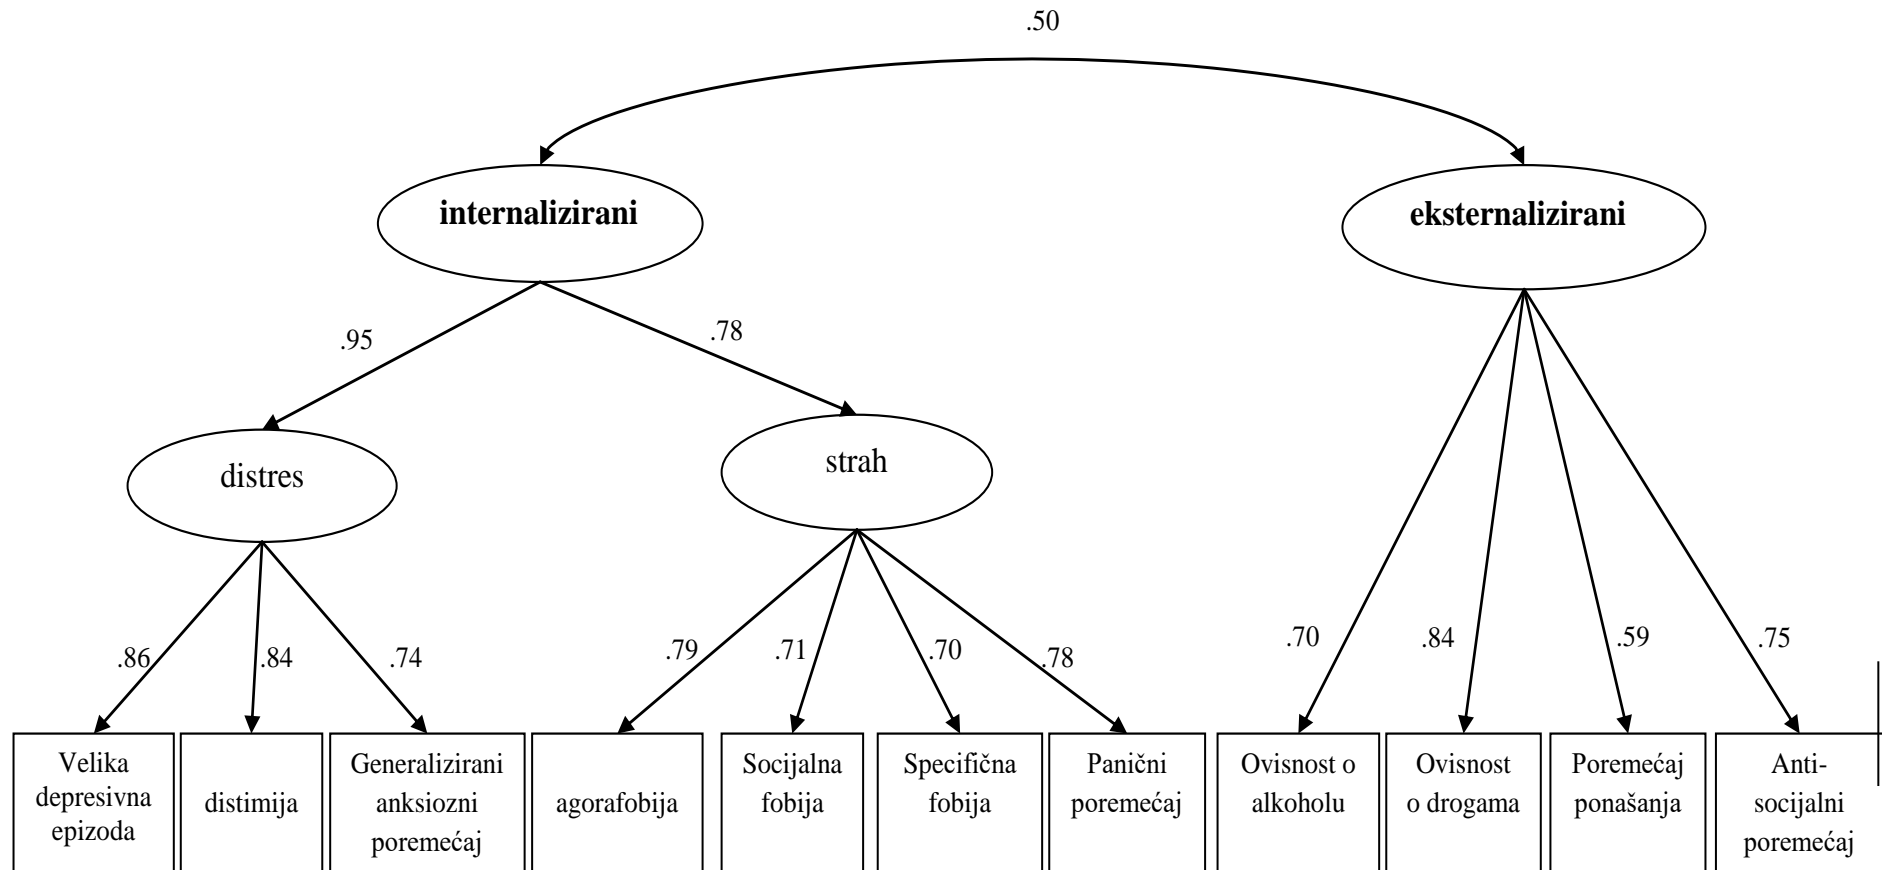 .50
internalizirani
eksternalizirani
.95
.78
distres
strah
.86
.84
.74
.79
.71
.70
.78
.70
.84
.59
.75
Velika
depresivna
epizoda
distimija
Generalizirani
anksiozni
poremećaj
agorafobija
Socijalna
fobija
Specifična
fobija
Panični
poremećaj
Ovisnost o
alkoholu
Ovisnost
o drogama
Poremećaj
ponašanja
Anti-
socijalni
poremećaj